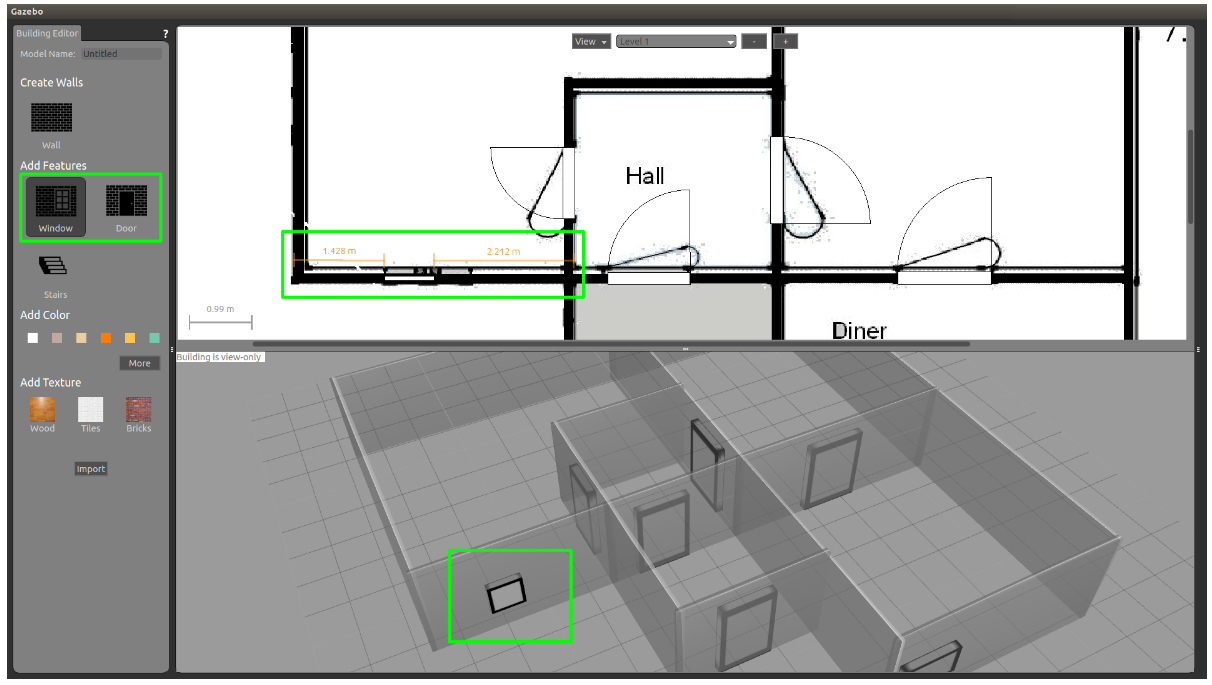 Gazebo
Building Editor
?
Model Name: Untitled
Create Walls
Wall
Add Features
Window Door
Stairs
Add Color
More
Add Texture
Wood Tiles Bricks
Import
View Level 1 - +
7.
Hall
1.428 m 2.212 m
0.99 m
Diner
Building is view-only